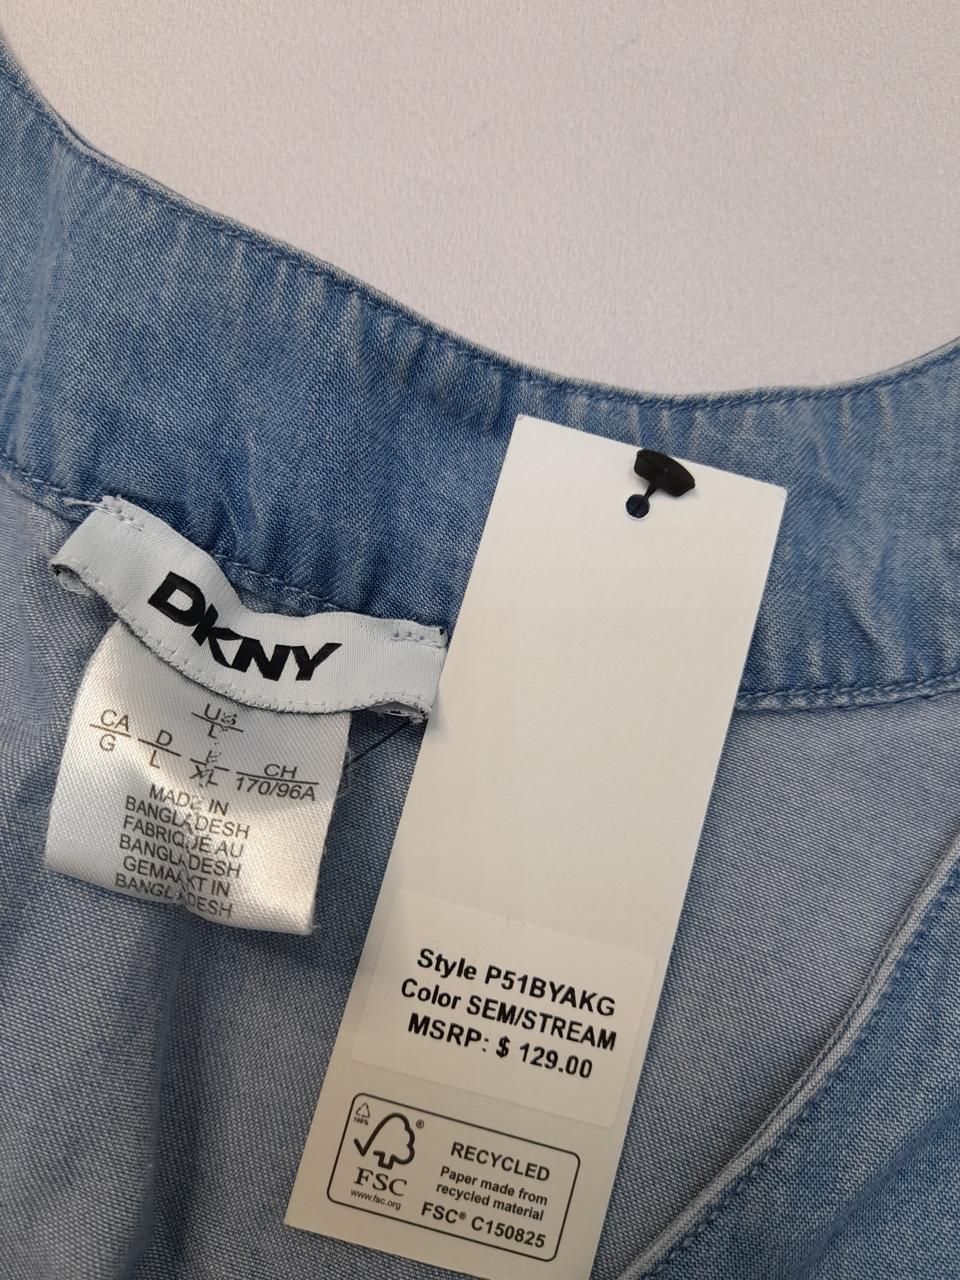 DKNY
US
L
CA
G
D
L
XL
CH
170/96A
MADE IN
BANGLADESH
FABRIQUE AU
BANGLADESH
GEMAAKT IN
BANGLADESH
Style P51BYAKG
Color SEM/STREAM
MSRP: $ 129.00
100%
®
FSC
www.fsc.org
RECYCLED
Paper made from
recycled material
FSC® C150825